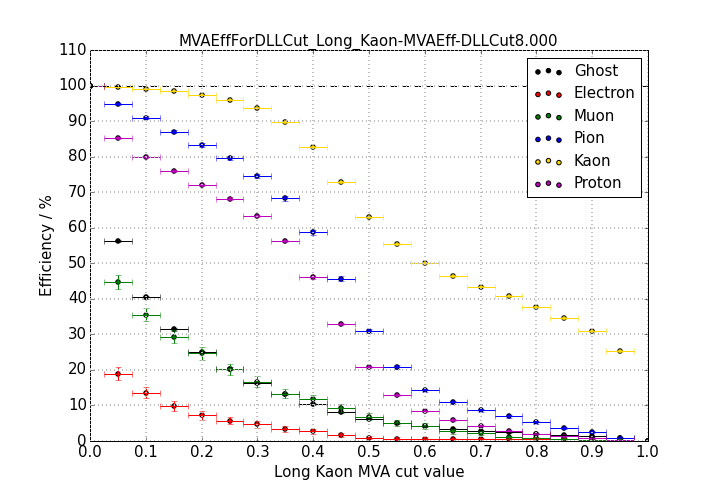 MVAEffForDLLCut_Long_Kaon-MVAEff-DLLCut8.000
110
100
90
80
70
60
50
40
30
20
10
0
Efficiency / %
Ghost
Electron
Muon
Pion
Kaon
Proton
0.0 0.1 0.2 0.3 0.4 0.5 0.6 0.7 0.8 0.9 1.0
Long Kaon MVA cut value